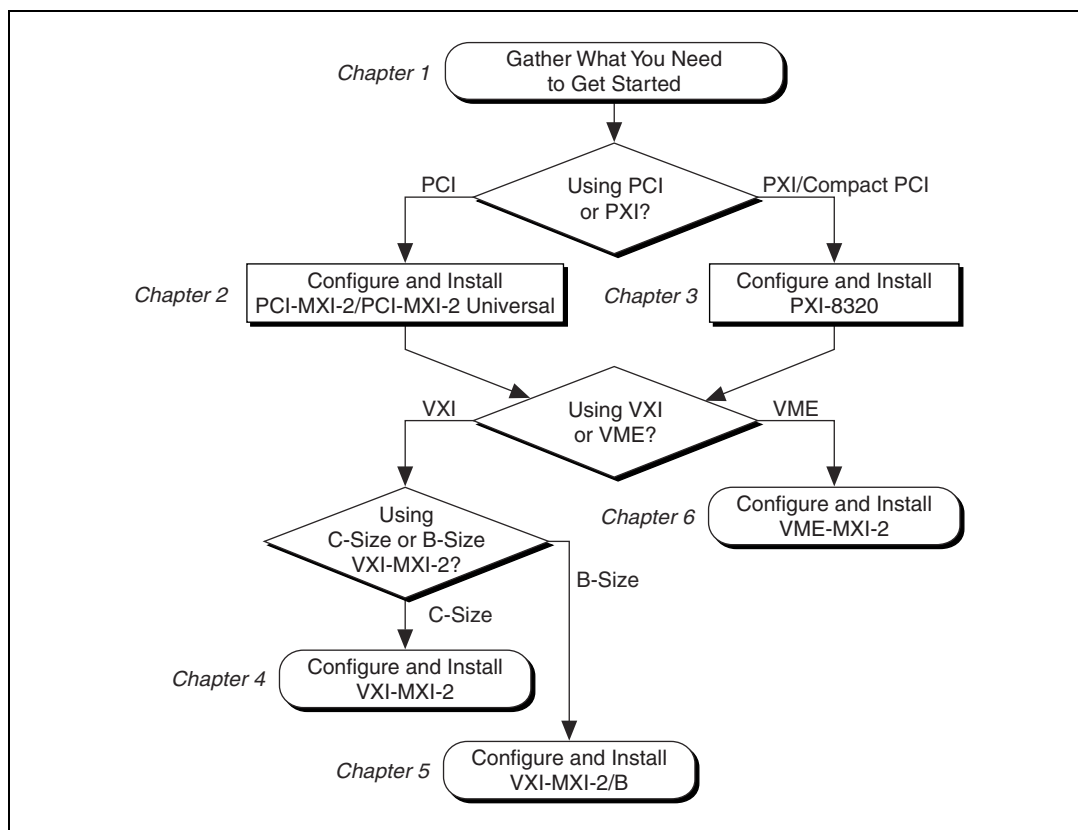 Chapter 1
Gather What You Need
to Get Started
PCI
Using PCI
or PXI?
PXI/Compact PCI
Chapter 2
Configure and Install
PCI-MXI-2/PCI-MXI-2 Universal
Chapter 3
Configure and Install
PXI-8320
VXI
Using VXI
or VME?
VME
Using
C-Size or B-Size
VXI-MXI-2?
Chapter 6
Configure and Install
VME-MXI-2
B-Size
C-Size
Chapter 4
Configure and Install
VXI-MXI-2
Chapter 5
Configure and Install
VXI-MXI-2/B